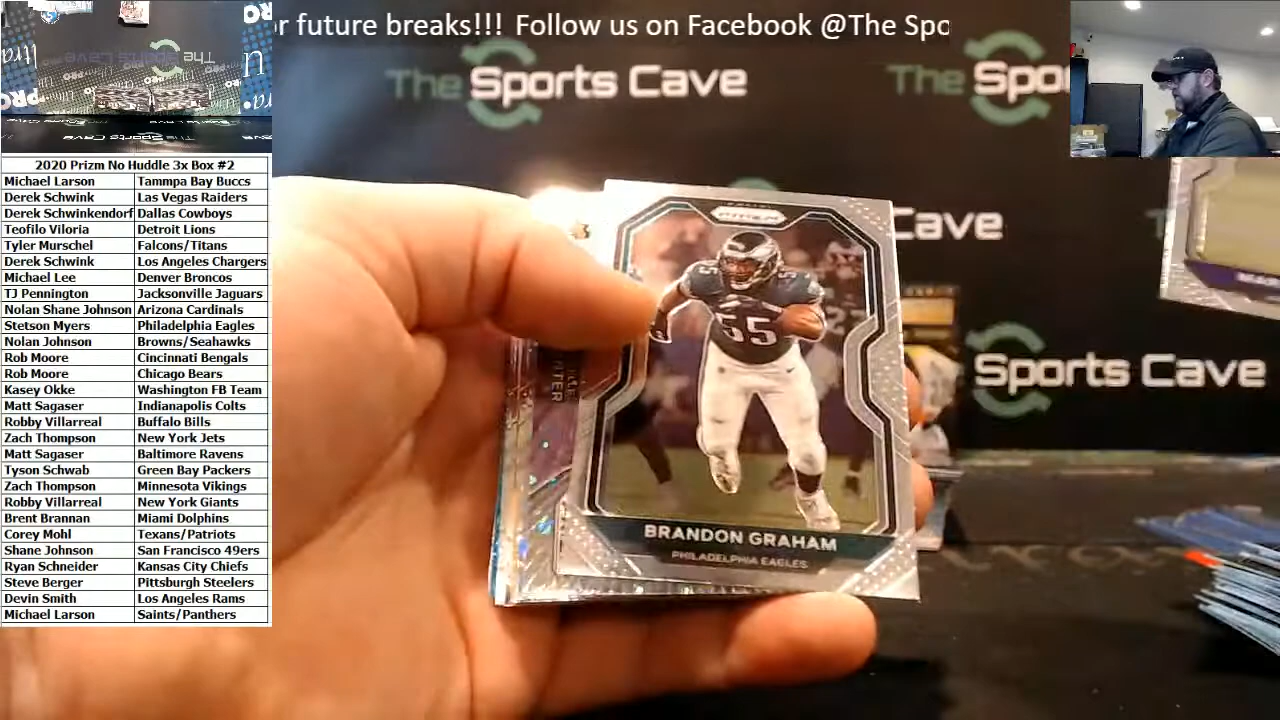 r future breaks!!! Follow us on Facebook @The Spo
The Sports Cave
The Spo
2020 Prizm No Huddle 3x Box #2
Michael Larson Tammpa Bay Buccs
Derek Schwink Las Vegas Raiders
Derek Schwinkendorf Dallas Cowboys
Teofilo Viloria Detroit Lions
Tyler Murschel Falcons/Titans
Derek Schwink Los Angeles Chargers
Michael Lee Denver Broncos
TJ Pennington Jacksonville Jaguars
Nolan Shane Johnson Arizona Cardinals
Stetson Myers Philadelphia Eagles
Nolan Johnson Browns/Seahawks
Rob Moore Cincinnati Bengals
Rob Moore Chicago Bears
Kasey Okke Washington FB Team
Matt Sagaser Indianapolis Colts
Robby Villarreal Buffalo Bills
Zach Thompson New York Jets
Matt Sagaser Baltimore Ravens
Tyson Schwab Green Bay Packers
Zach Thompson Minnesota Vikings
Robby Villarreal New York Giants
Brent Brannan Miami Dolphins
Corey Mohl Texans/Patriots
Shane Johnson San Francisco 49ers
Ryan Schneider Kansas City Chiefs
Steve Berger Pittsburgh Steelers
Devin Smith Los Angeles Rams
Michael Larson Saints/Panthers
PRIZM
55
55
BRANDON GRAHAM
PHILADELPHIA EAGLES
Cave
Sports Cave